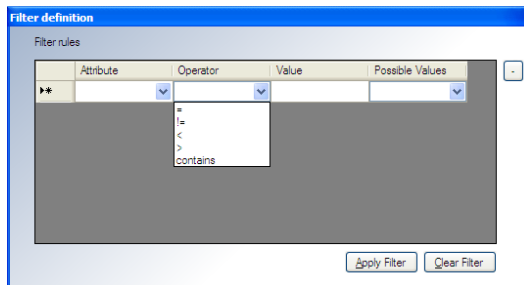 Filter definition
Filter rules
Attribute Operator Value Possible Values
=
!=
<
>
contains
-
Apply Filter Clear Filter